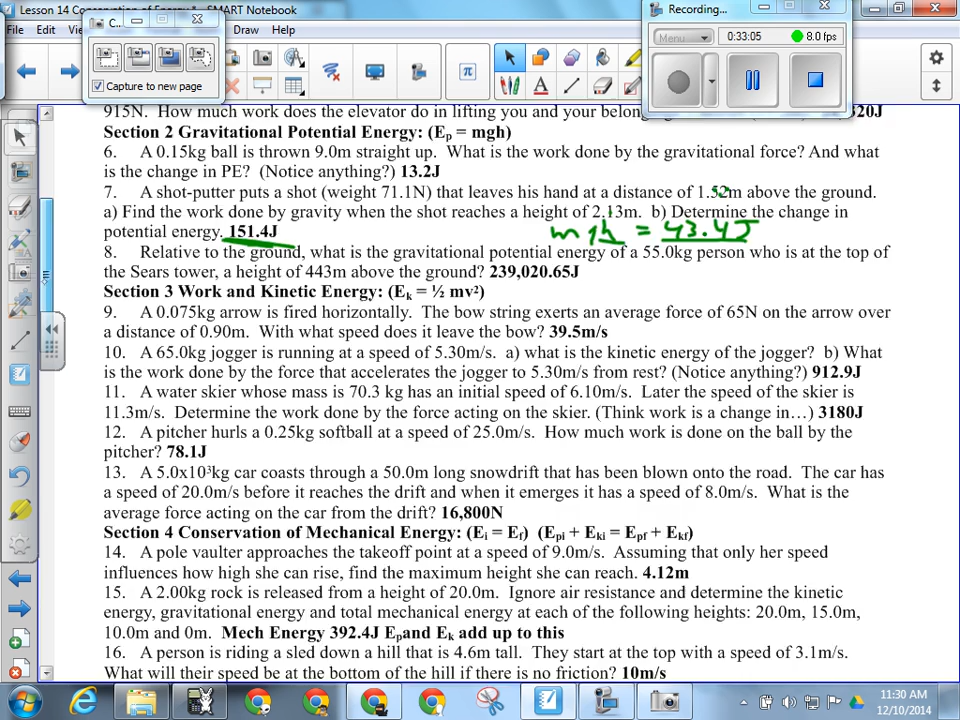 Lesson 14 Conservation of Energy * - SMART Notebook
C...
Recording...
File Edit Draw
Menu
0:33:05
8.0 fps
Capture to new page
915N. How much work does the elevator do in lifting you and your 320J
Section 2 Gravitational Potential Energy: (Ep = mgh)
6. A 0.15kg ball is thrown 9.0m straight up. What is the work done by the gravitational force? And what
is the change in PE? (Notice anything?) 13.2J
7. A shot-putter puts a shot (weight 71.1N) that leaves his hand at a distance of 1.52m above the ground.
a) Find the work done by gravity when the shot reaches a height of 2.13m. b) Determine the change in
potential energy. 151.4J mgh = 43.4J
8. Relative to the ground, what is the gravitational potential energy of a 55.0kg person who is at the top of
the Sears tower, a height of 443m above the ground? 239,020.65J
Section 3 Work and Kinetic Energy: (Ek = ½ mv²)
9. A 0.075kg arrow is fired horizontally. The bow string exerts an average force of 65N on the arrow over
a distance of 0.90m. With what speed does it leave the bow? 39.5m/s
10. A 65.0kg jogger is running at a speed of 5.30m/s. a) what is the kinetic energy of the jogger? b) What
is the work done by the force that accelerates the jogger to 5.30m/s from rest? (Notice anything?) 912.9J
11. A water skier whose mass is 70.3 kg has an initial speed of 6.10m/s. Later the speed of the skier is
11.3m/s. Determine the work done by the force acting on the skier. (Think work is a change in…) 3180J
12. A pitcher hurls a 0.25kg softball at a speed of 25.0m/s. How much work is done on the ball by the
pitcher? 78.1J
13. A 5.0x10³kg car coasts through a 50.0m long snowdrift that has been blown onto the road. The car has
a speed of 20.0m/s before it reaches the drift and when it emerges it has a speed of 8.0m/s. What is the
average force acting on the car from the drift? 16,800N
Section 4 Conservation of Mechanical Energy: (Ei = Ef) (Epi + Eki = Epf + Ekf)
14. A pole vaulter approaches the takeoff point at a speed of 9.0m/s. Assuming that only her speed
influences how high she can rise, find the maximum height she can reach. 4.12m
15. A 2.00kg rock is released from a height of 20.0m. Ignore air resistance and determine the kinetic
energy, gravitational energy and total mechanical energy at each of the following heights: 20.0m, 15.0m,
10.0m and 0m. Mech Energy 392.4J Epand Ek add up to this
16. A person is riding a sled down a hill that is 4.6m tall. They start at the top with a speed of 3.1m/s.
What will their speed be at the bottom of the hill if there is no friction? 10m/s
11:30 AM
12/10/2014